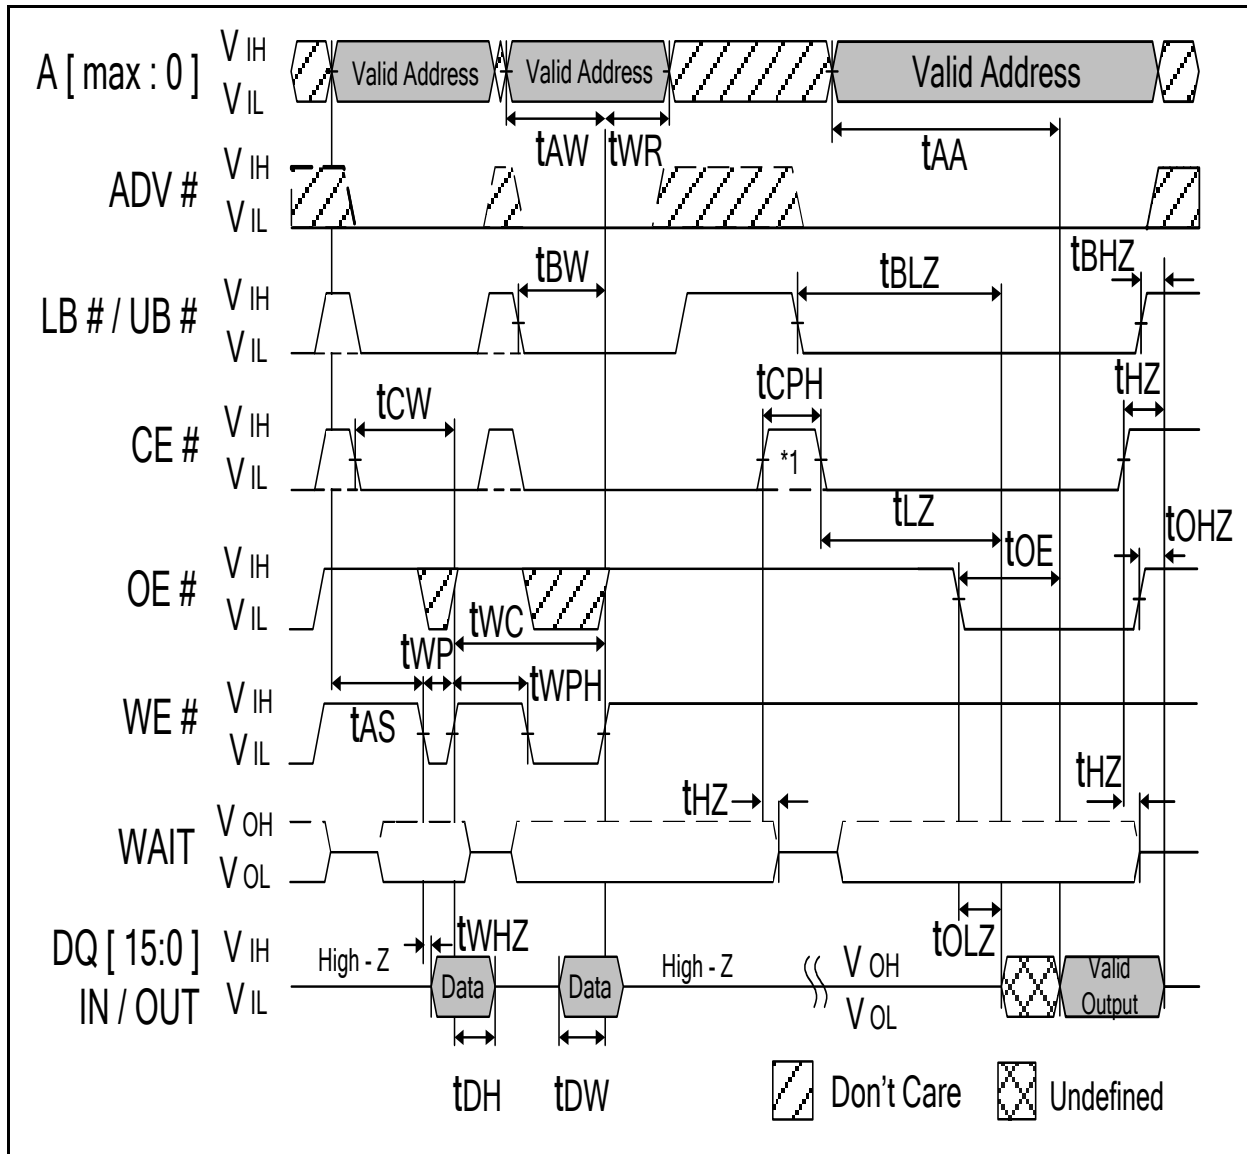 A [ max : 0 ] V IH
V IL
Valid Address Valid Address Valid Address
tAW tWR tAA
ADV # V IH
V IL
tBW tBLZ tBHZ
LB # / UB # V IH
V IL
tCW tCPH tHZ
CE # V IH
V IL
*1
tLZ tOE tOHZ
OE # V IH
V IL
tWP tWC
tAS tWPH
WE # V IH
V IL
tHZ tHZ
WAIT V OH
V OL
tWHZ tOLZ
DQ [ 15:0 ] V IH
IN / OUT V IL
High - Z Data Data High - Z V OH
V OL
Valid
Output
tDH tDW
Don't Care Undefined